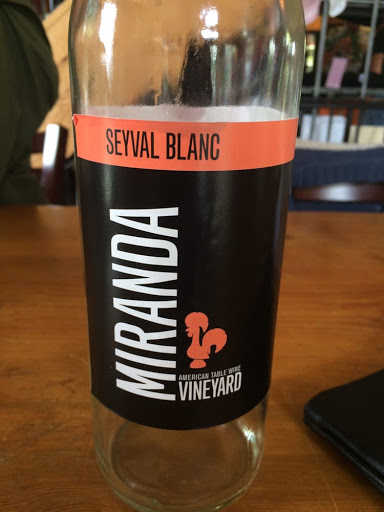 SEYVAL BLANC
MIRANDA
AMERICAN TABLE WINE
VINEYARD